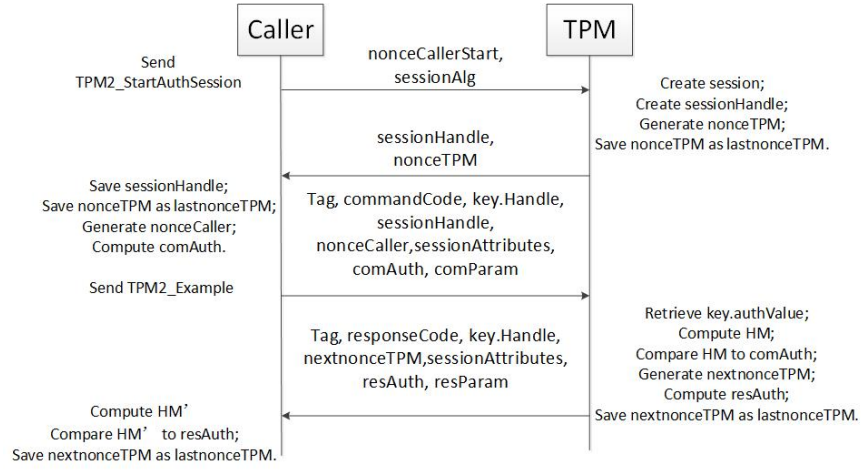 Caller
TPM
Send
TPM2_StartAuthSession
nonceCallerStart,
sessionAlg
Create session;
Create sessionHandle;
Generate nonceTPM;
Save nonceTPM as lastnonceTPM.
sessionHandle,
nonceTPM
Save sessionHandle;
Save nonceTPM as lastnonceTPM;
Generate nonceCaller;
Compute comAuth.
Tag, commandCode, key.Handle,
sessionHandle,
nonceCaller,sessionAttributes,
comAuth, comParam
Send TPM2_Example
Retrieve key.authValue;
Compute HM;
Compare HM to comAuth;
Generate nextnonceTPM;
Compute resAuth;
Save nextnonceTPM as lastnonceTPM.
Tag, responseCode, key.Handle,
nextnonceTPM,sessionAttributes,
resAuth, resParam
Compute HM’
Compare HM’ to resAuth;
Save nextnonceTPM as lastnonceTPM.